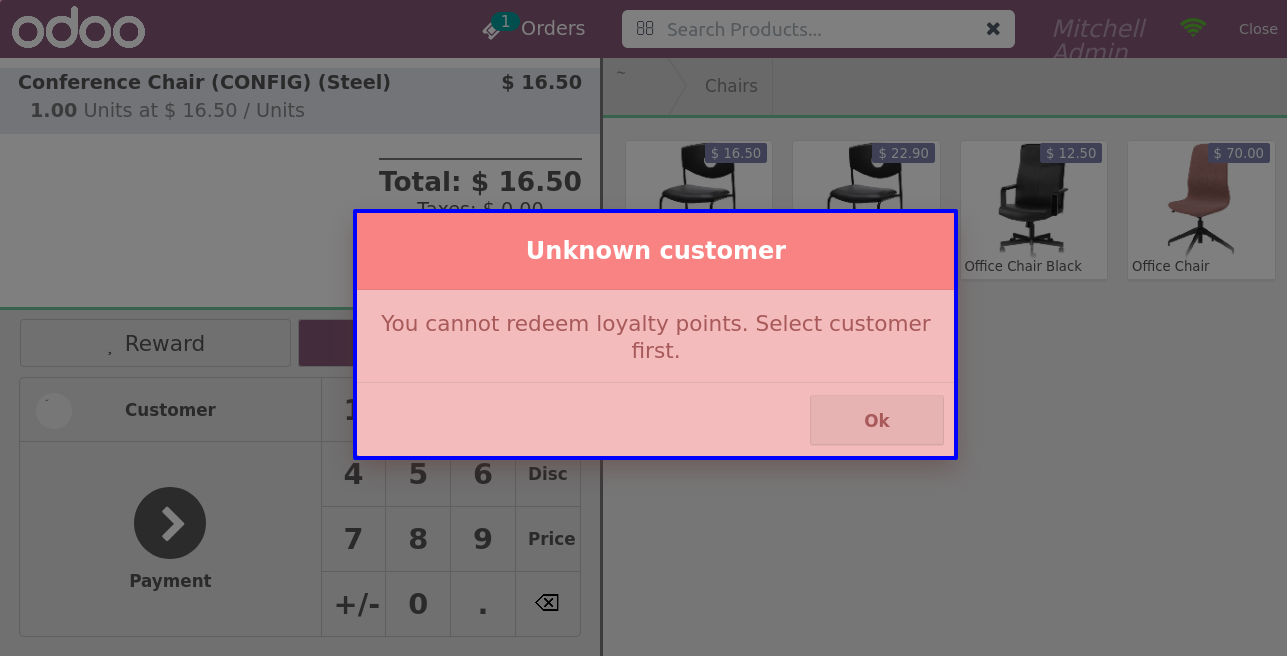 odoo
1
Orders
Search Products...
Mitchell
Admin
Close
Conference Chair (CONFIG) (Steel)
$ 16.50
1.00 Units at $ 16.50 / Units
Total: $ 16.50
Taxes: $ 0.00
~
Chairs
$ 16.50
$ 22.90
$ 12.50
$ 70.00
Office Chair Black
Office Chair
Unknown customer
You cannot redeem loyalty points. Select customer
first.
Ok
Reward
Customer
Payment
1
4 5 6 Disc
7 8 9 Price
+/- 0 .